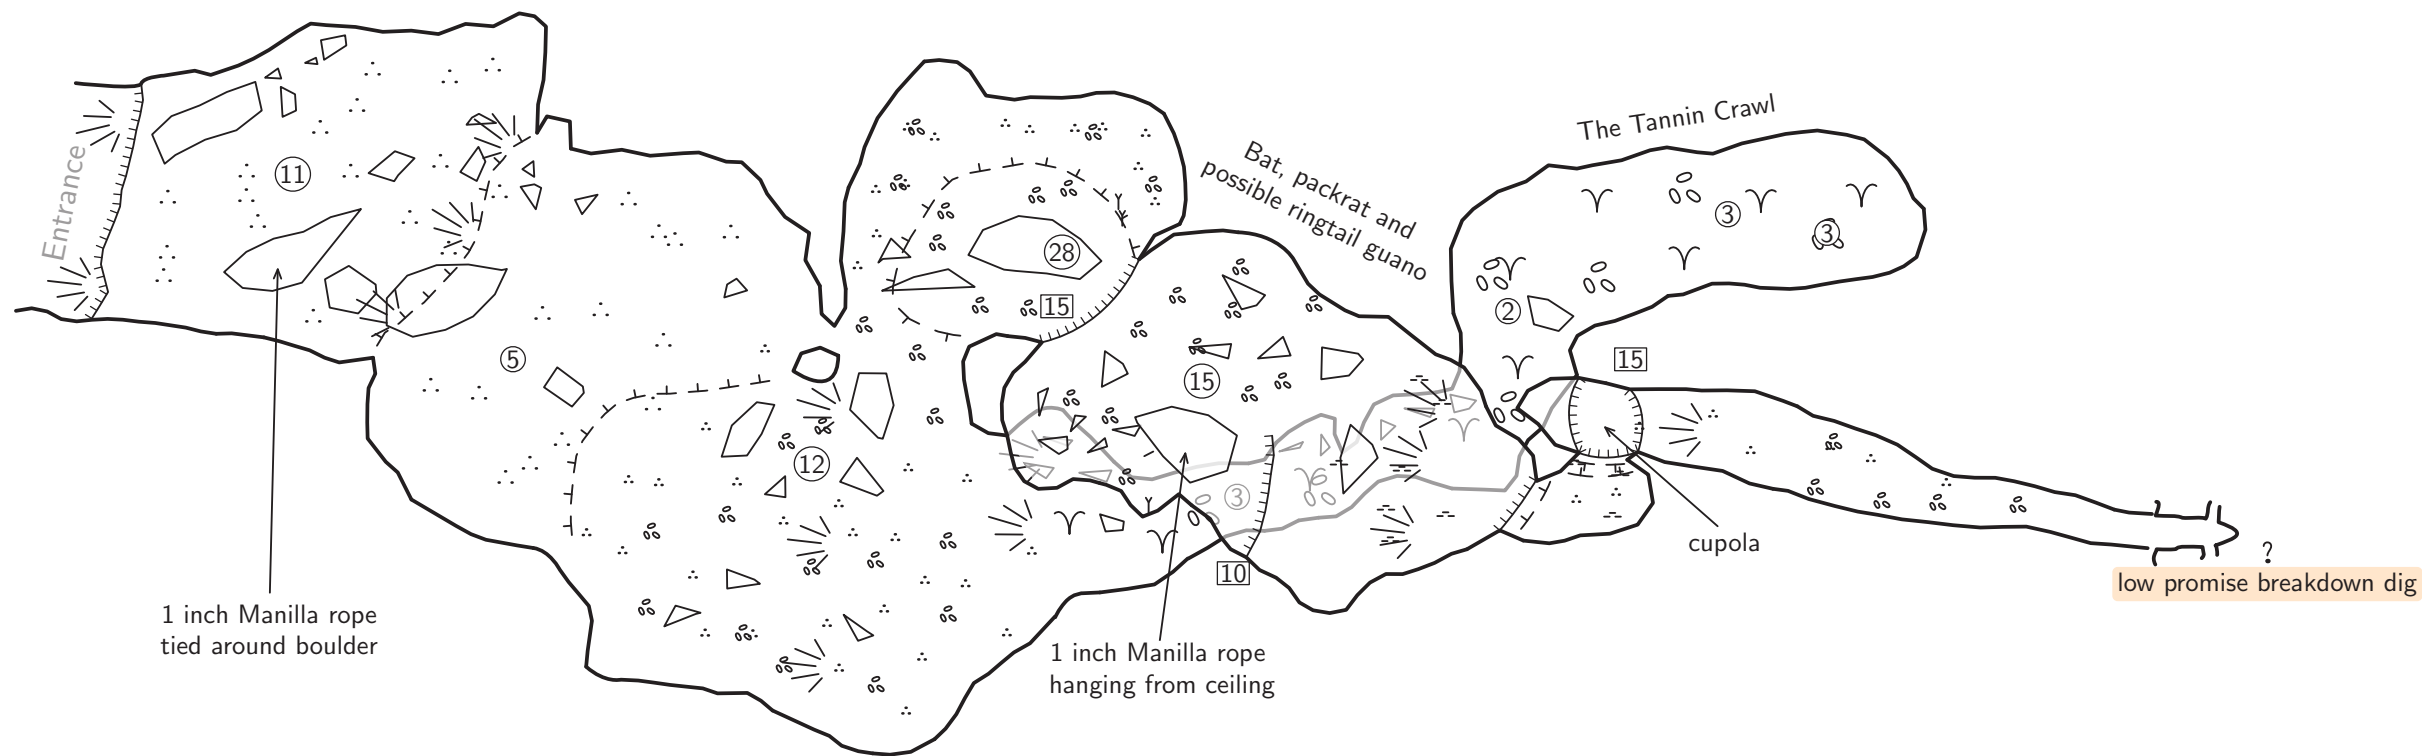 Entrance
11
5
1 inch Manilla rope
tied around boulder
12
28
15
Bat, packrat and
possible ringtail guano
15
3
10
1 inch Manilla rope
hanging from ceiling
The Tannin Crawl
3
3
2
15
cupola
?
low promise breakdown dig